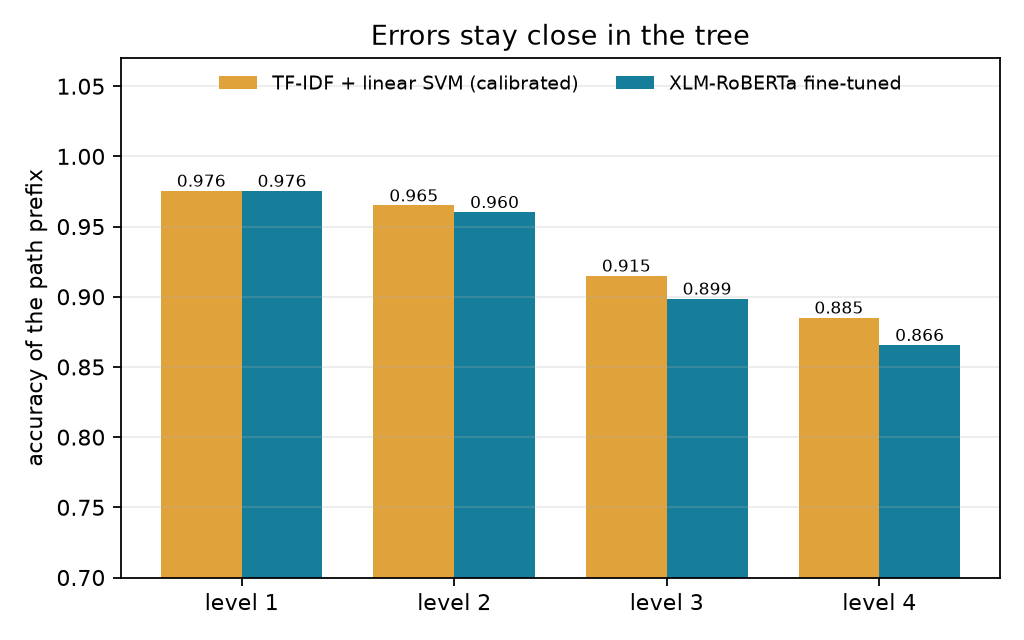 Errors stay close in the tree
TF-IDF + linear SVM (calibrated)
XLM-RoBERTa fine-tuned
accuracy of the path prefix
1.05
1.00
0.95
0.90
0.85
0.80
0.75
0.70
0.976
0.976
0.965
0.960
0.915
0.899
0.885
0.866
level 1
level 2
level 3
level 4